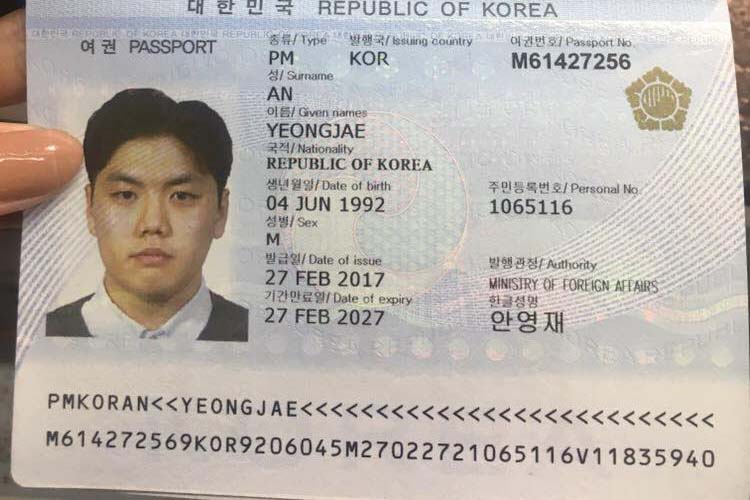 대한민국 REPUBLIC OF KOREA
여권 PASSPORT
종류/ Type 발행국/ Issuing country 여권번호/ Passport No.
PM KOR M61427256
성/ Surname
AN
이름/ Given names
YEONGJAE
국적/ Nationality
REPUBLIC OF KOREA
생년월일/ Date of birth 주민등록번호/ Personal No.
04 JUN 1992 1065116
성별/ Sex
M
발급일/ Date of issue 발행관청/ Authority
27 FEB 2017 MINISTRY OF FOREIGN AFFAIRS
기간만료일/ Date of expiry 한글성명
27 FEB 2027 안영재
PMKORAN<<YEONGJAE<<<<<<<<<<<<<<<<<<<<<<<<<<<
M614272569KOR9206045M27022721065116V11835940